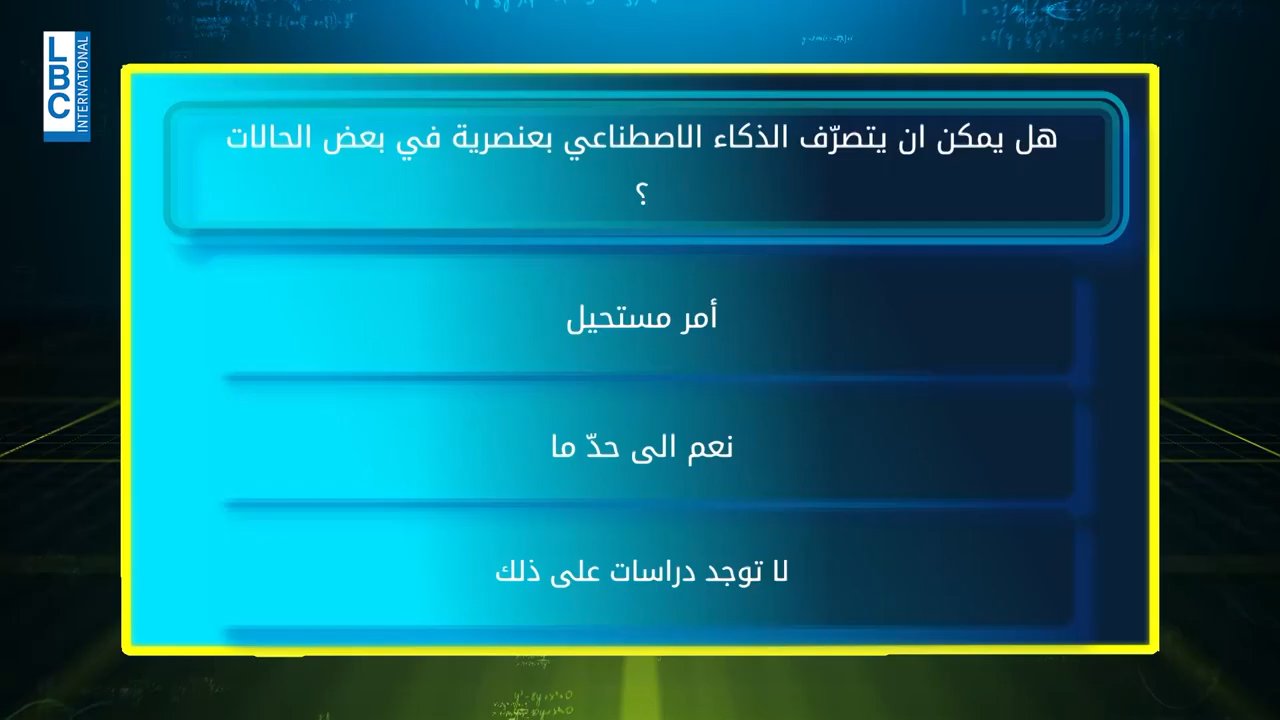 LBC
INTERNATIONAL
هل يمكن ان يتصرّف الذكاء الاصطناعي بعنصرية في بعض الحالات
؟
أمر مستحيل
نعم الى حدّ ما
لا توجد دراسات على ذلك